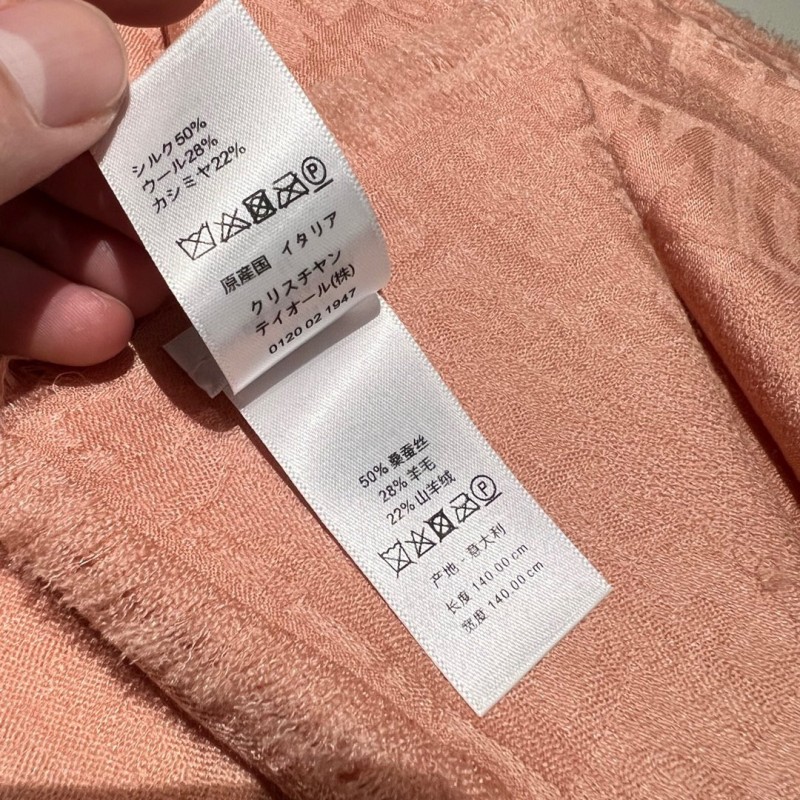 シルク50%
ウール28%
カシミヤ22%
P
原産国 イタリア
クリスチャン
ディオール(株)
0120 02 1947
50% 桑蚕丝
28% 羊毛
22% 山羊绒
P
产地 - 意大利
长度 140.00 cm
宽度 140.00 cm